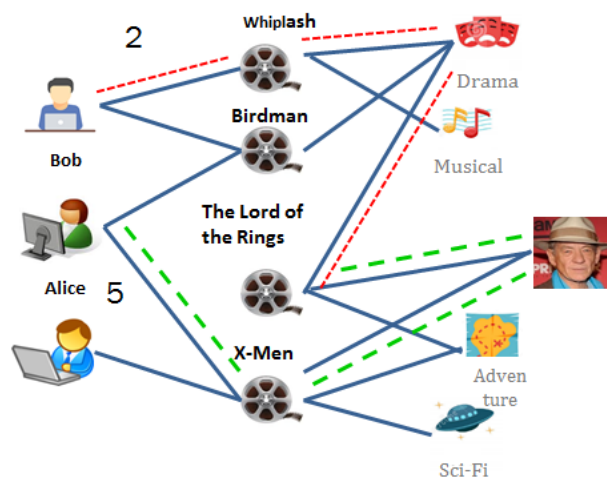 2
Whiplash
Drama
Birdman
Musical
Bob
The Lord of
the Rings
Alice
5
X-Men
Adven
ture
Sci-Fi